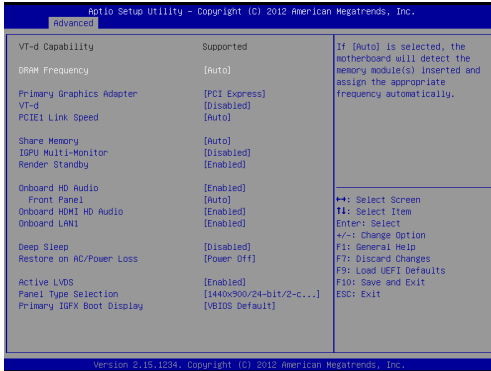 Aptio Setup Utility – Copyright (C) 2012 American Megatrends, Inc.
Advanced
VT-d Capability Supported
DRAM Frequency [Auto]
Primary Graphics Adapter [PCI Express]
VT-d [Disabled]
PCIE1 Link Speed [Auto]
Share Memory [Auto]
IGPU Multi-Monitor [Disabled]
Render Standby [Enabled]
Onboard HD Audio [Enabled]
Front Panel [Auto]
Onboard HDMI HD Audio [Enabled]
Onboard LAN1 [Enabled]
Deep Sleep [Disabled]
Restore on AC/Power Loss [Power Off]
Active LVDS [Enabled]
Panel Type Selection [1440x900/24-bit/2-c...]
Primary IGFX Boot Display [VBIOS Default]
If [Auto] is selected, the
motherboard will detect the
memory module(s) inserted and
assign the appropriate
frequency automatically.
↔: Select Screen
↑↓: Select Item
Enter: Select
+/-: Change Option
F1: General Help
F7: Discard Changes
F9: Load UEFI Defaults
F10: Save and Exit
ESC: Exit
Version 2.15.1234. Copyright (C) 2012 American Megatrends, Inc.